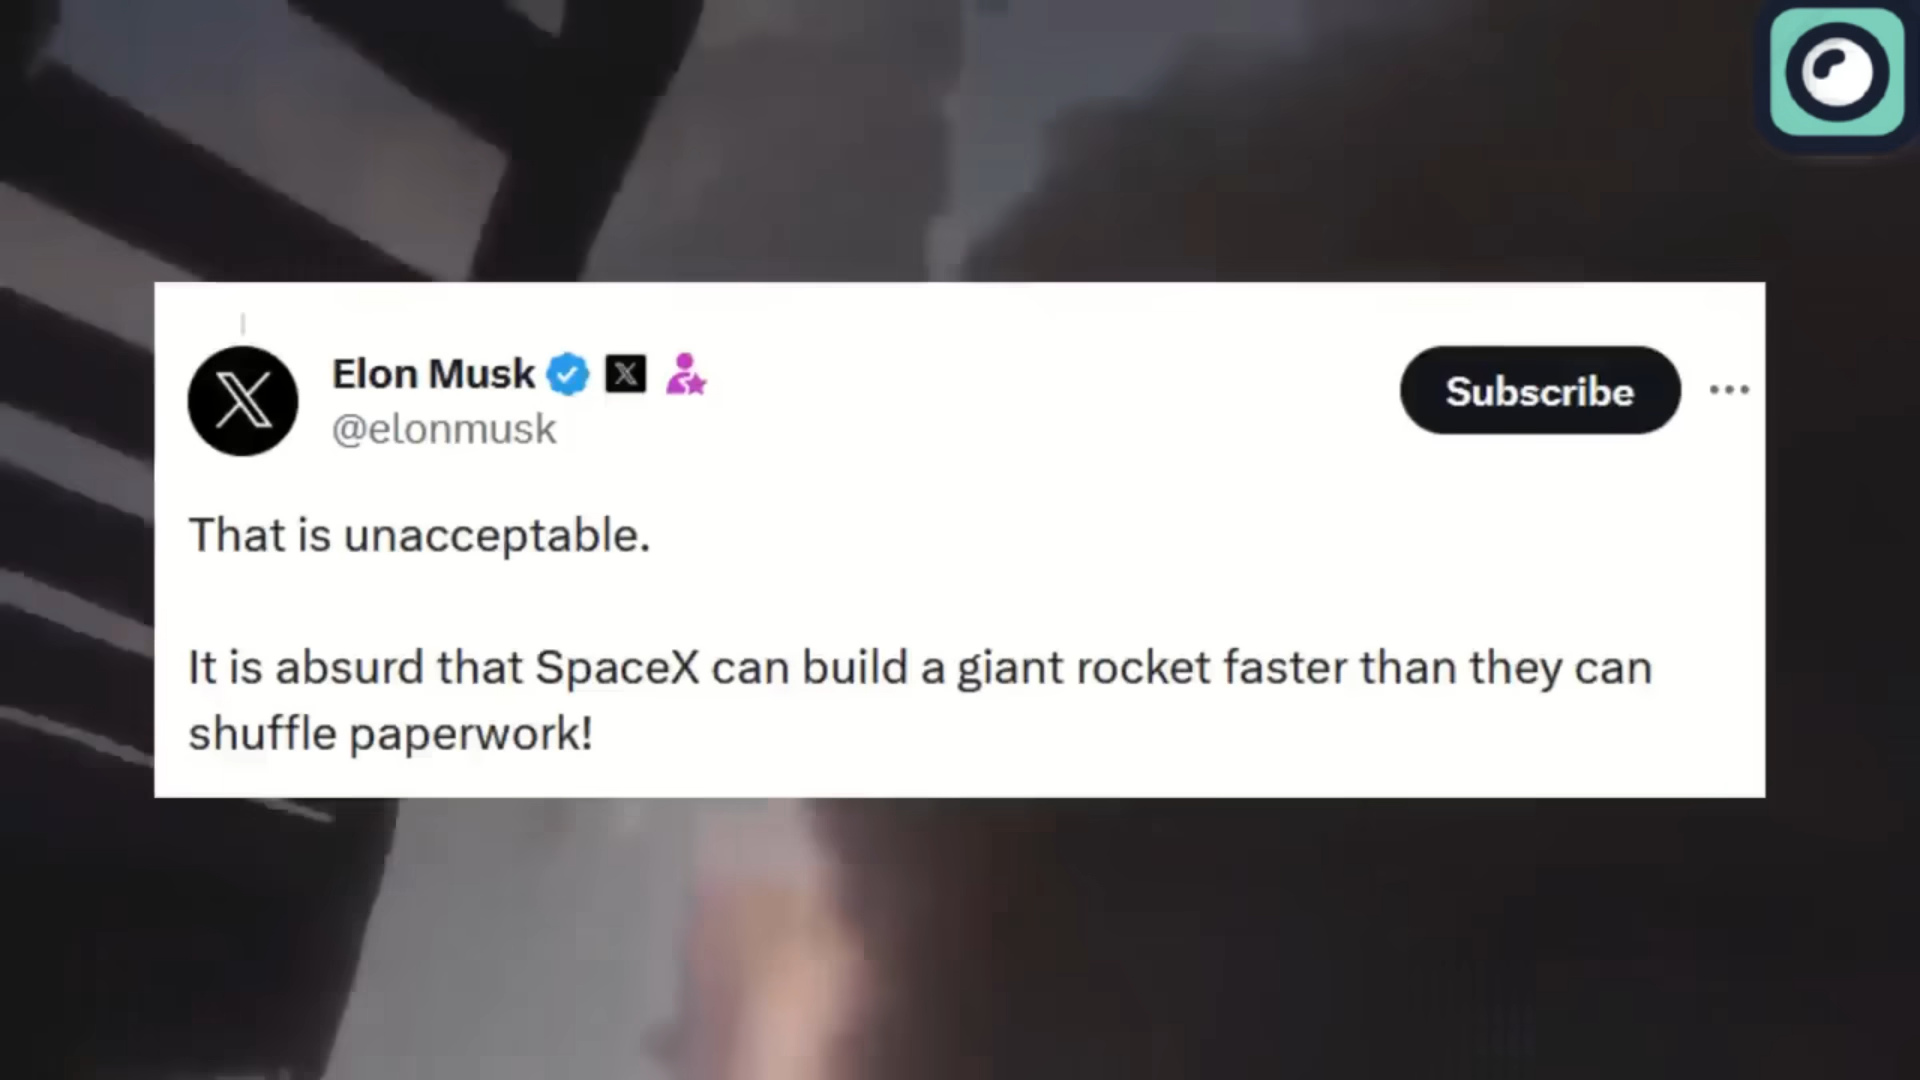 Elon Musk
@elonmusk
Subscribe
That is unacceptable.
It is absurd that SpaceX can build a giant rocket faster than they can
shuffle paperwork!